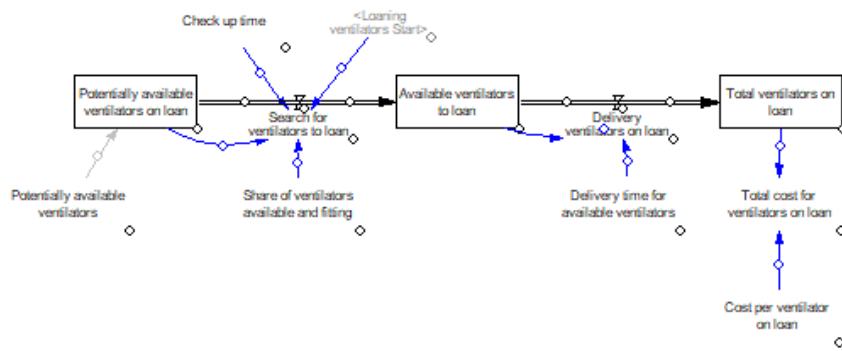 Check up time
<Loaning
ventilators Start>
Potentially available
ventilators on loan
Search for
ventilators to loan
Available ventilators
to loan
Delivery
ventilators on loan
Total ventilators on
loan
Potentially available
ventilators
Share of ventilators
available and fitting
Delivery time for
available ventilators
Total cost for
ventilators on loan
Cost per ventilator
on loan